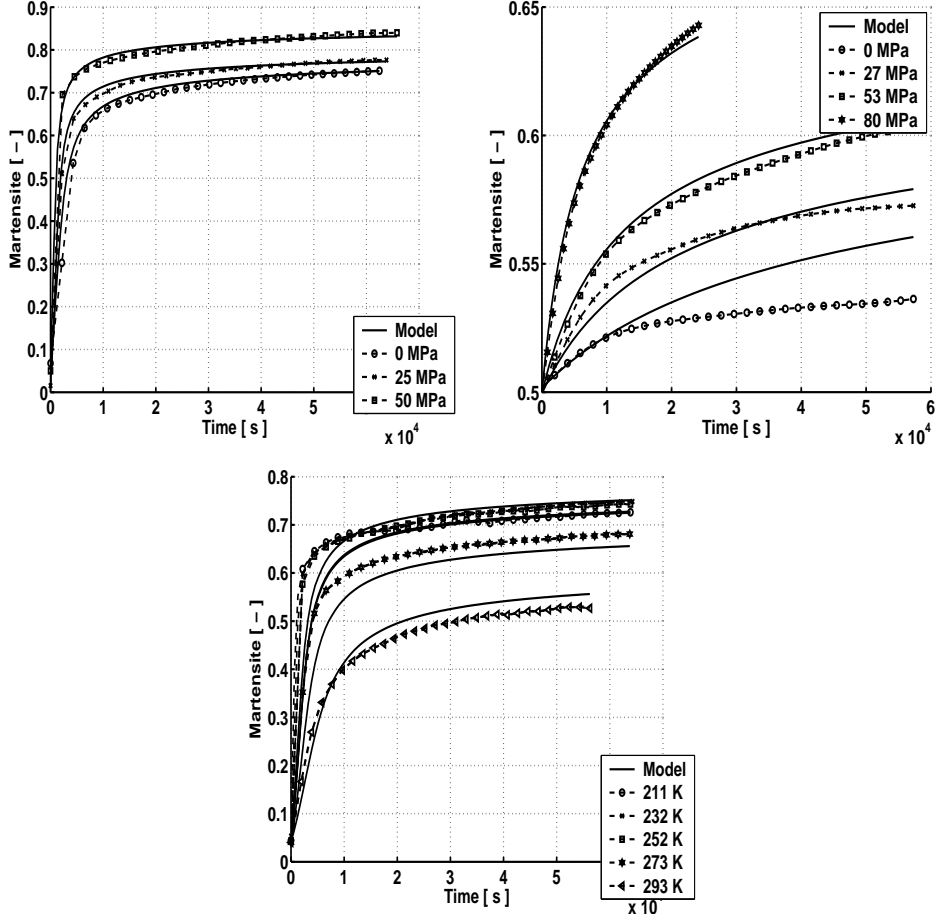 0.9
0.8
0.7
0.6
0.5
0.4
0.3
0.2
0.1
0
Martensite [ – ]
0 1 2 3 4 5
Time [ s ]
x 10^4
Model
0 MPa
25 MPa
50 MPa
0.65
0.6
0.55
0.5
Martensite [ – ]
0 1 2 3 4 5 6
Time [ s ]
x 10^4
Model
0 MPa
27 MPa
53 MPa
80 MPa
0.8
0.7
0.6
0.5
0.4
0.3
0.2
0.1
0
Martensite [ – ]
0 1 2 3 4 5
Time [ s ]
x 10
Model
211 K
232 K
252 K
273 K
293 K